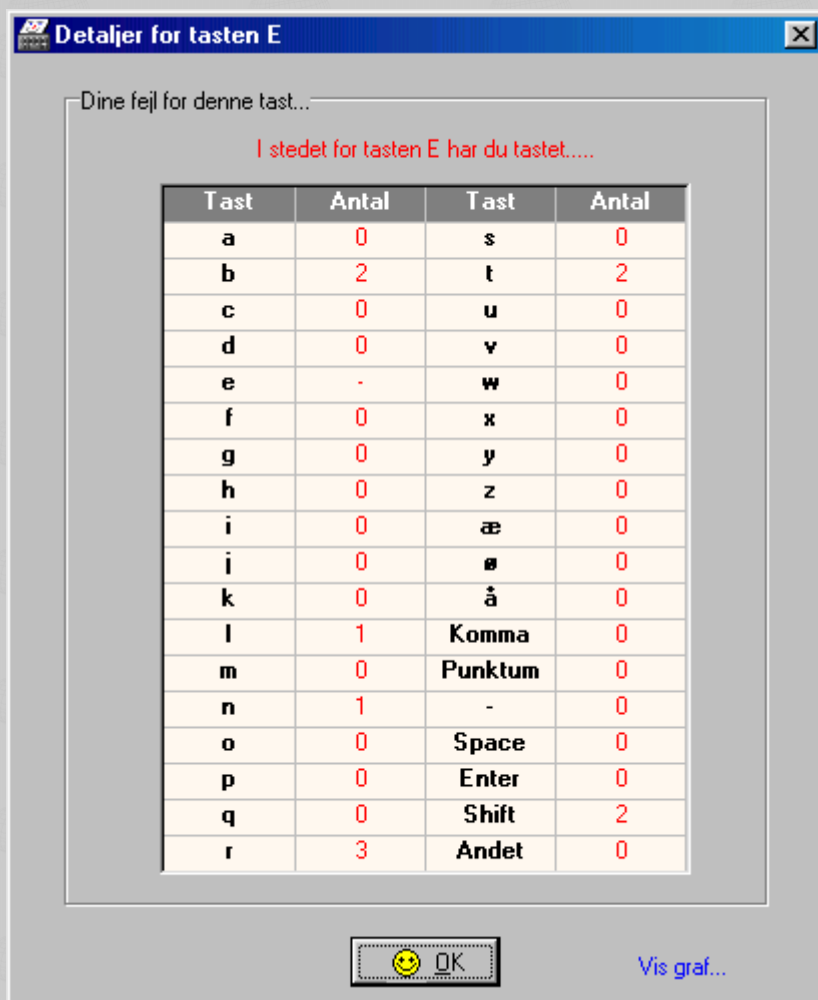 Detaljer for tasten E
Dine fejl for denne tast...
I stedet for tasten E har du tastet.....
Tast Antal Tast Antal
a 0 s 0
b 2 t 2
c 0 u 0
d 0 v 0
e - w 0
f 0 x 0
g 0 y 0
h 0 z 0
i 0 æ 0
j 0 ø 0
k 0 å 0
l 1 Komma 0
m 0 Punktum 0
n 1 - 0
o 0 Space 0
p 0 Enter 0
q 0 Shift 2
r 3 Andet 0
OK Vis graf...